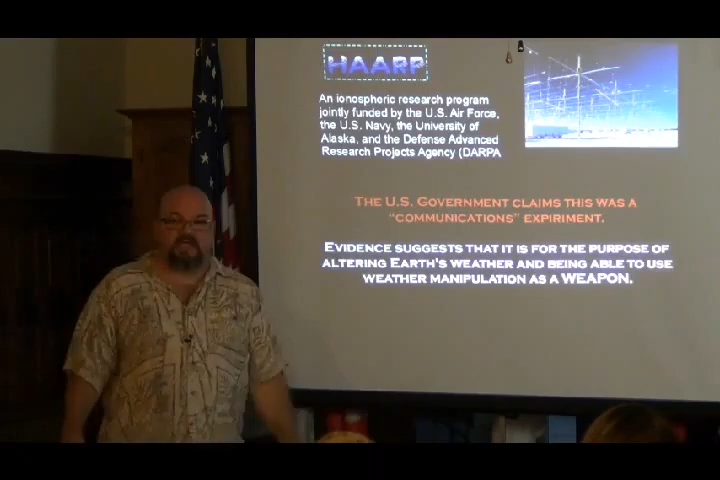 HAARP
An ionospheric research program
jointly funded by the U.S. Air Force,
the U.S. Navy, the University of
Alaska, and the Defense Advanced
Research Projects Agency (DARPA
THE U.S. GOVERNMENT CLAIMS THIS WAS A
"COMMUNICATIONS" EXPIRIMENT.
EVIDENCE SUGGESTS THAT IT IS FOR THE PURPOSE OF
ALTERING EARTH'S WEATHER AND BEING ABLE TO USE
WEATHER MANIPULATION AS A WEAPON.